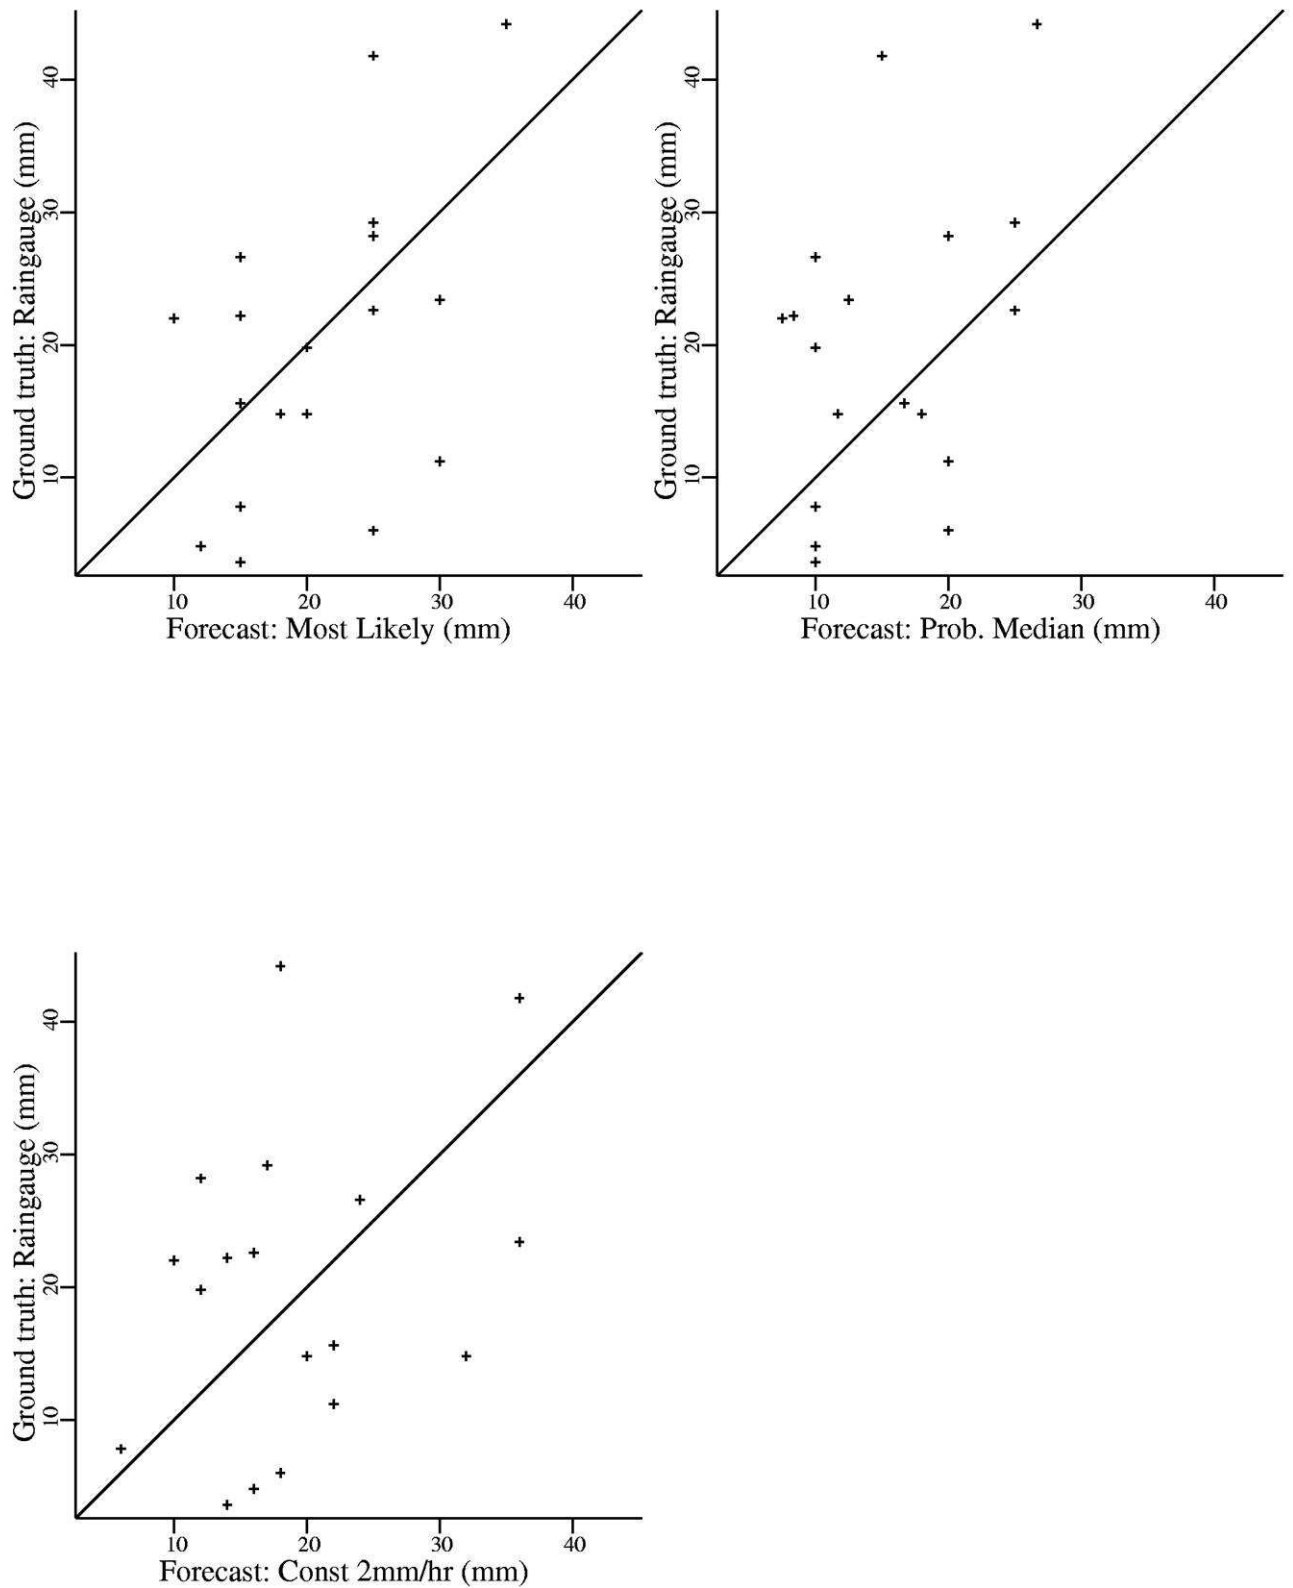 40
30
20
10
Ground truth: Raingauge (mm)
10 20 30 40
Forecast: Most Likely (mm)
40
30
20
10
Ground truth: Raingauge (mm)
10 20 30 40
Forecast: Prob. Median (mm)
40
30
20
10
Ground truth: Raingauge (mm)
10 20 30 40
Forecast: Const 2mm/hr (mm)